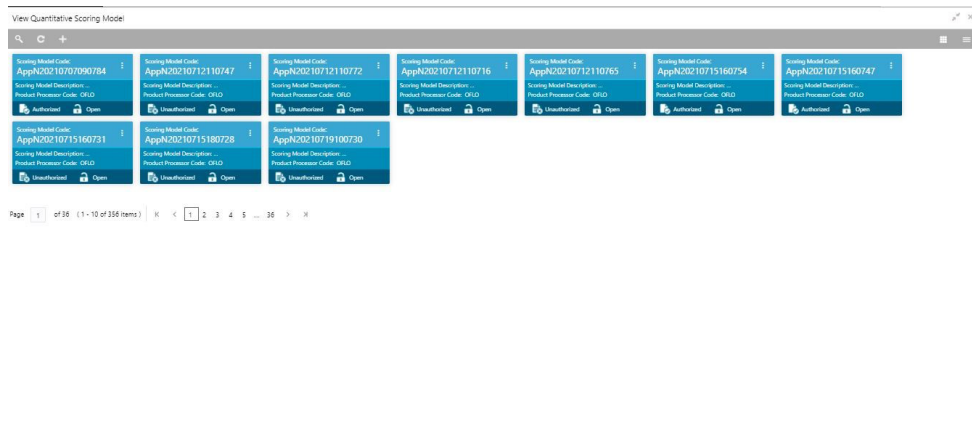 View Quantitative Scoring Model
Scoring Model Code:
AppN20210707090784
Scoring Model Description: ...
Product Processor Code: OFLO
Authorized Open
Scoring Model Code:
AppN20210712110747
Scoring Model Description: ...
Product Processor Code: OFLO
Unauthorized Open
Scoring Model Code:
AppN20210712110772
Scoring Model Description: ...
Product Processor Code: OFLO
Unauthorized Open
Scoring Model Code:
AppN20210712110716
Scoring Model Description: ...
Product Processor Code: OFLO
Unauthorized Open
Scoring Model Code:
AppN20210712110765
Scoring Model Description: ...
Product Processor Code: OFLO
Unauthorized Open
Scoring Model Code:
AppN20210715160754
Scoring Model Description: ...
Product Processor Code: OFLO
Authorized Open
Scoring Model Code:
AppN20210715160747
Scoring Model Description: ...
Product Processor Code: OFLO
Authorized Open
Scoring Model Code:
AppN20210715160731
Scoring Model Description: ...
Product Processor Code: OFLO
Unauthorized Open
Scoring Model Code:
AppN20210715180728
Scoring Model Description: ...
Product Processor Code: OFLO
Unauthorized Open
Scoring Model Code:
AppN20210719100730
Scoring Model Description: ...
Product Processor Code: OFLO
Unauthorized Open
Page 1 of 36 (1 - 10 of 356 items) 1 2 3 4 5 ... 36